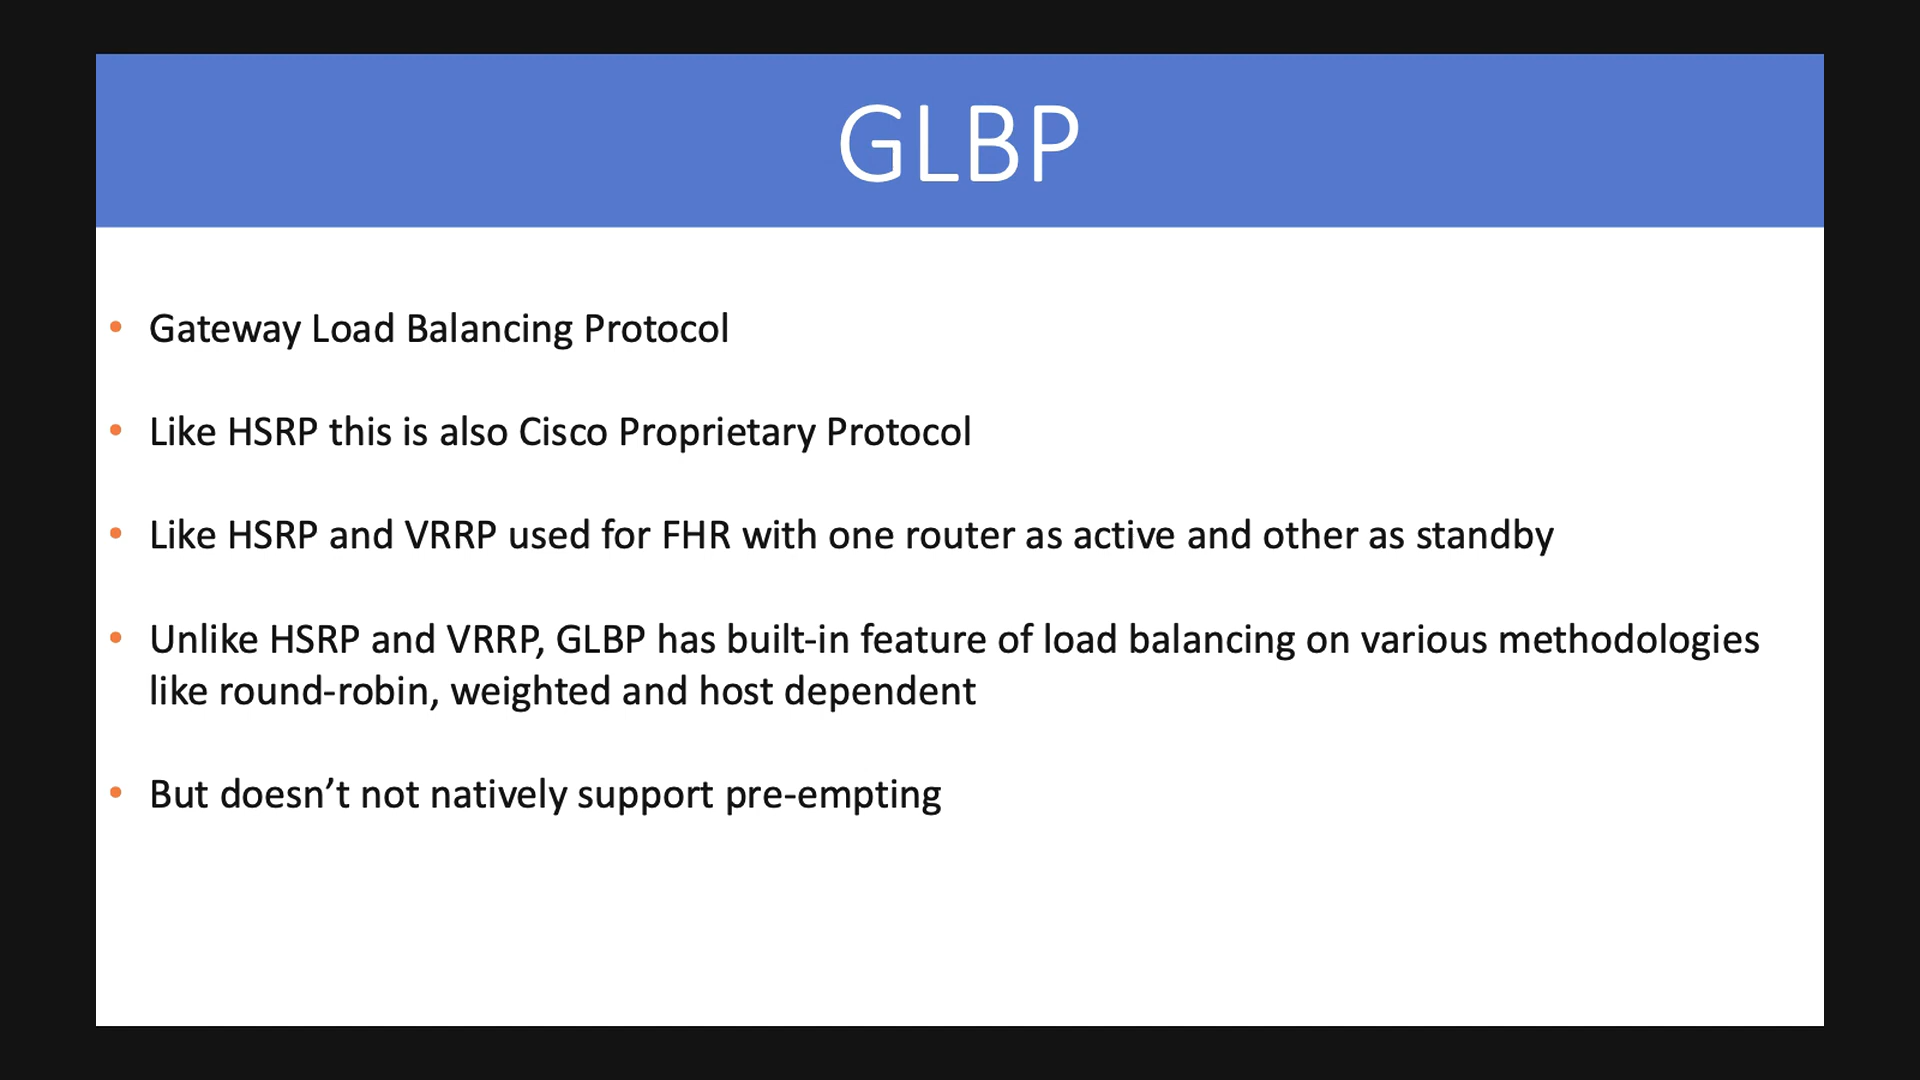 GLBP
• Gateway Load Balancing Protocol
• Like HSRP this is also Cisco Proprietary Protocol
• Like HSRP and VRRP used for FHR with one router as active and other as standby
• Unlike HSRP and VRRP, GLBP has built-in feature of load balancing on various methodologies
like round-robin, weighted and host dependent
• But doesn’t not natively support pre-empting